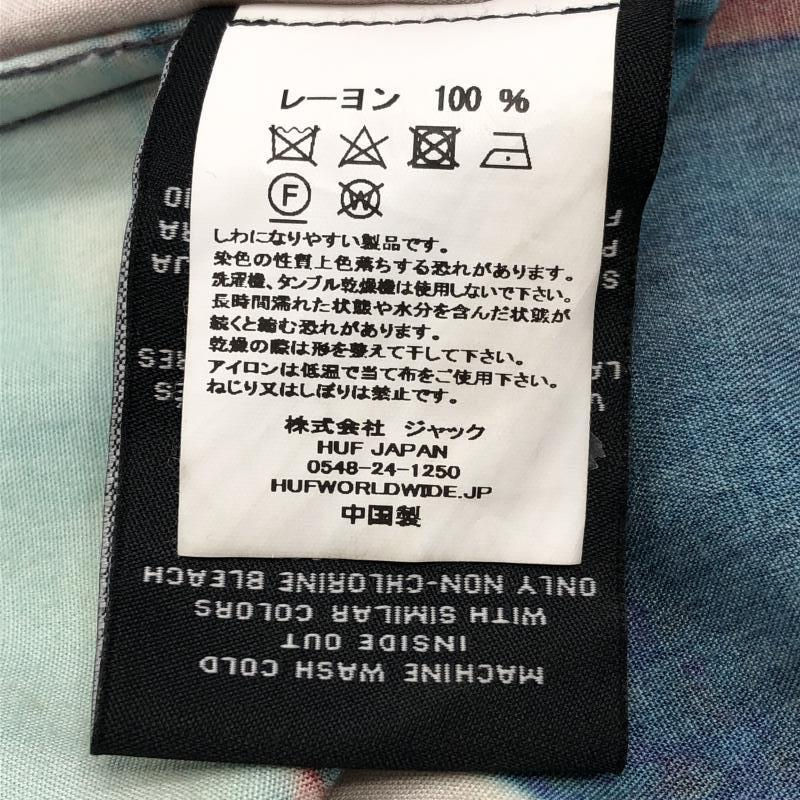 レーヨン 100 %
F
W
しわになりやすい製品です。
染色の性質上色落ちする恐れがあります。
洗濯機、タンブル乾燥機は使用しないで下さい。
長時間濡れた状態や水分を含んだ状態が
続くと縮む恐れがあります。
乾燥の際は形を整えて干して下さい。
アイロンは低温で当て布をご使用下さい。
ねじり又はしぼりは禁止です。
株式会社 ジャック
HUF JAPAN
0548-24-1250
HUFWORLDWIDE.JP
中国製
MACHINE WASH COLD
INSIDE OUT
WITH SIMILAR COLORS
ONLY NON-CHLORINE BLEACH